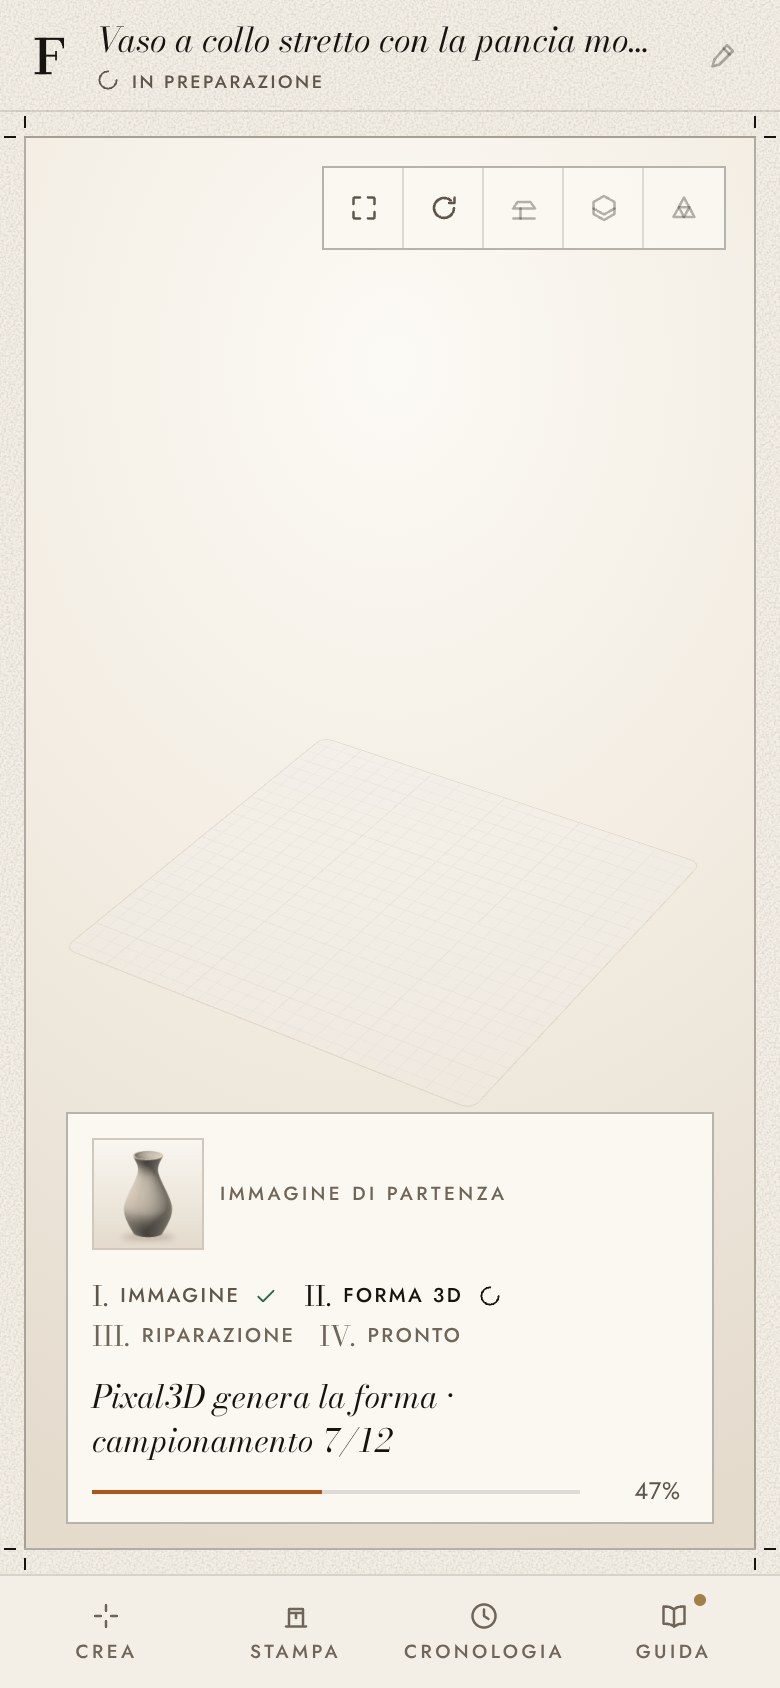 F
Vaso a collo stretto con la pancia mo...
IN PREPARAZIONE
IMMAGINE DI PARTENZA
I. IMMAGINE II. FORMA 3D
III. RIPARAZIONE IV. PRONTO
Pixal3D genera la forma ·
campionamento 7/12
47%
CREA STAMPA CRONOLOGIA GUIDA